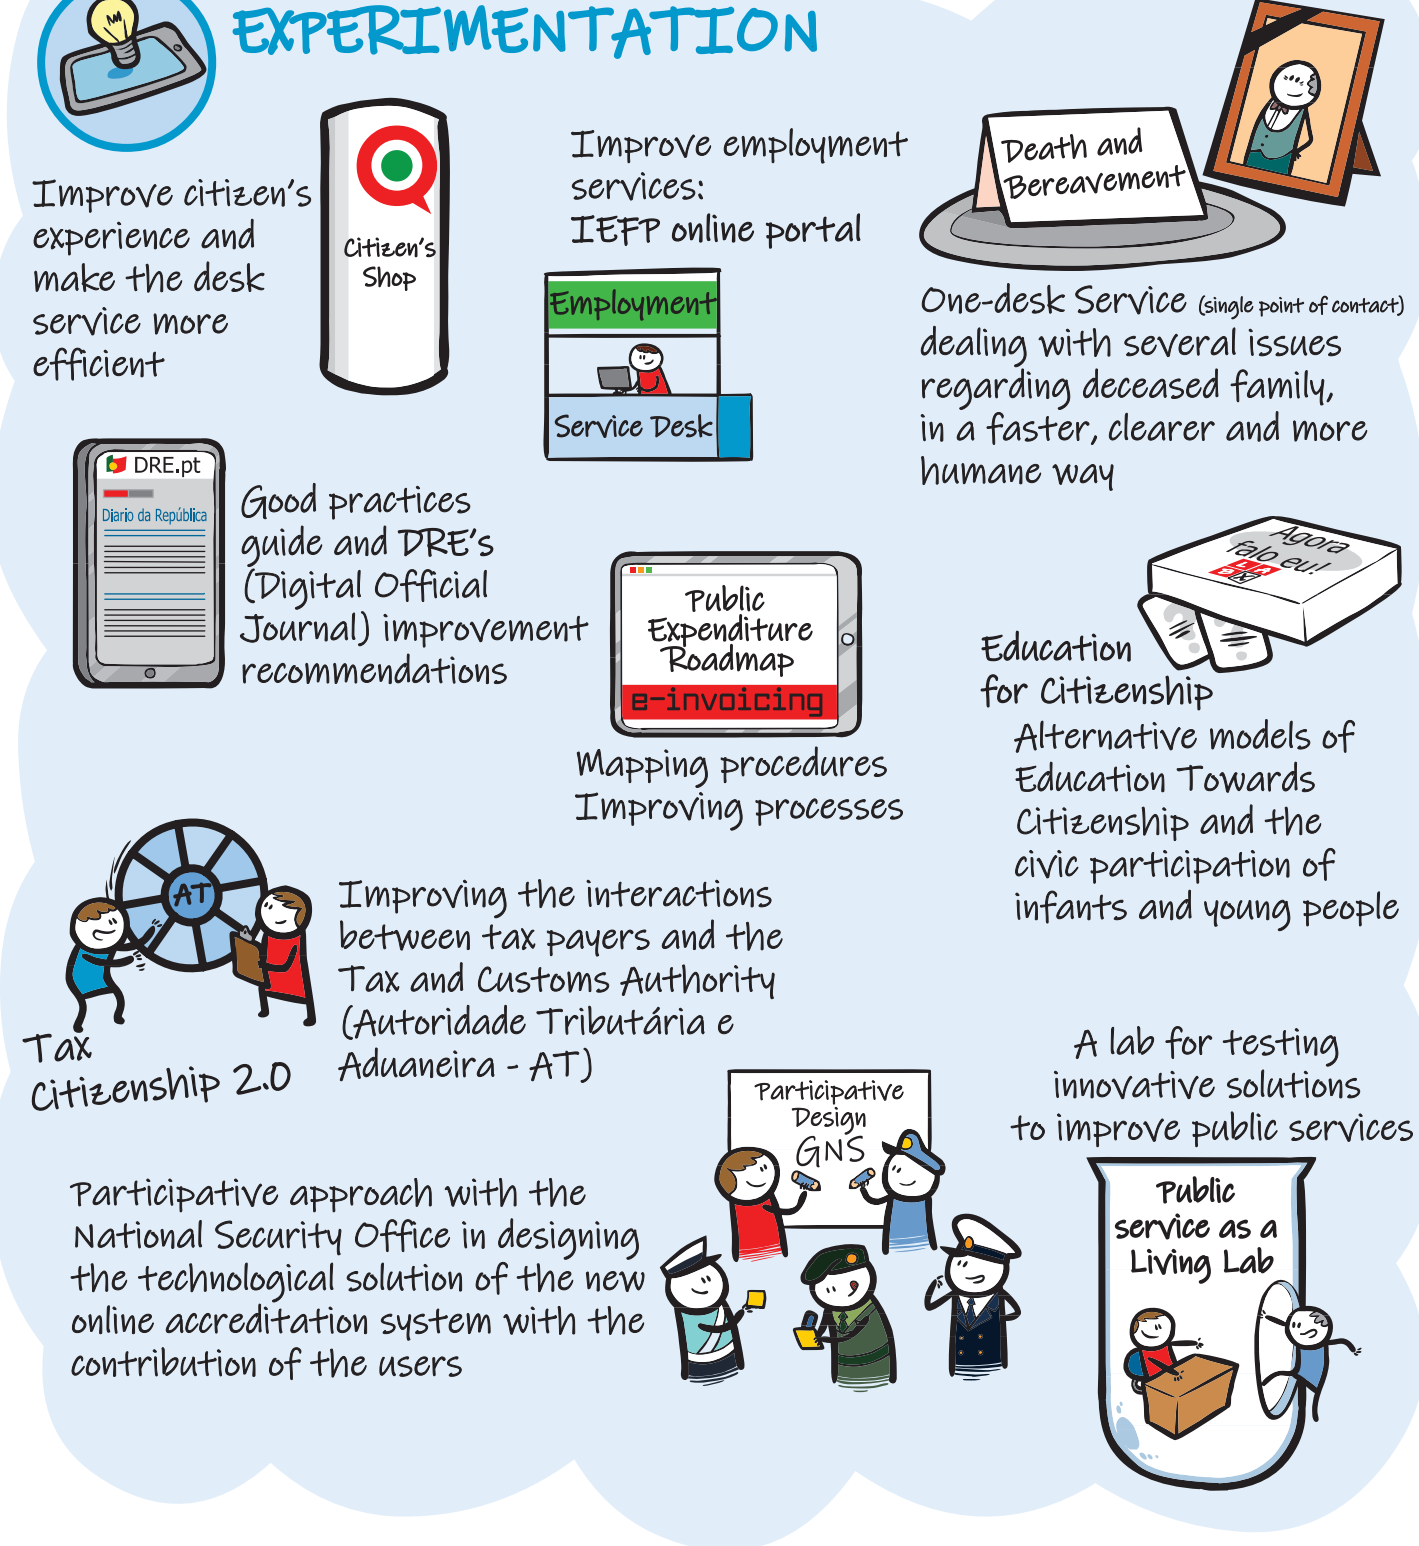 EXPERIMENTATION
Improve citizen's
experience and
make the desk
service more
efficient
Citizen's
Shop
Improve employment
services:
IEFP online portal
Employment
Service Desk
Death and
Bereavement
One-desk Service (single point of contact)
dealing with several issues
regarding deceased family,
in a faster, clearer and more
humane way
DRE.pt
Diario da República
Good practices
guide and DRE's
(Digital Official
Journal) improvement
recommendations
Public
Expenditure
Roadmap
e-invoicing
Mapping procedures
Improving processes
Agora
falo eu!
LA
Education
for Citizenship
Alternative models of
Education Towards
Citizenship and the
civic participation of
infants and young people
AT
Tax
Citizenship 2.0
Improving the interactions
between tax payers and the
Tax and Customs Authority
(Autoridade Tributária e
Aduaneira - AT)
Participative
Design
GNS
Participative approach with the
National Security Office in designing
the technological solution of the new
online accreditation system with the
contribution of the users
A lab for testing
innovative solutions
to improve public services
Public
service as a
Living Lab